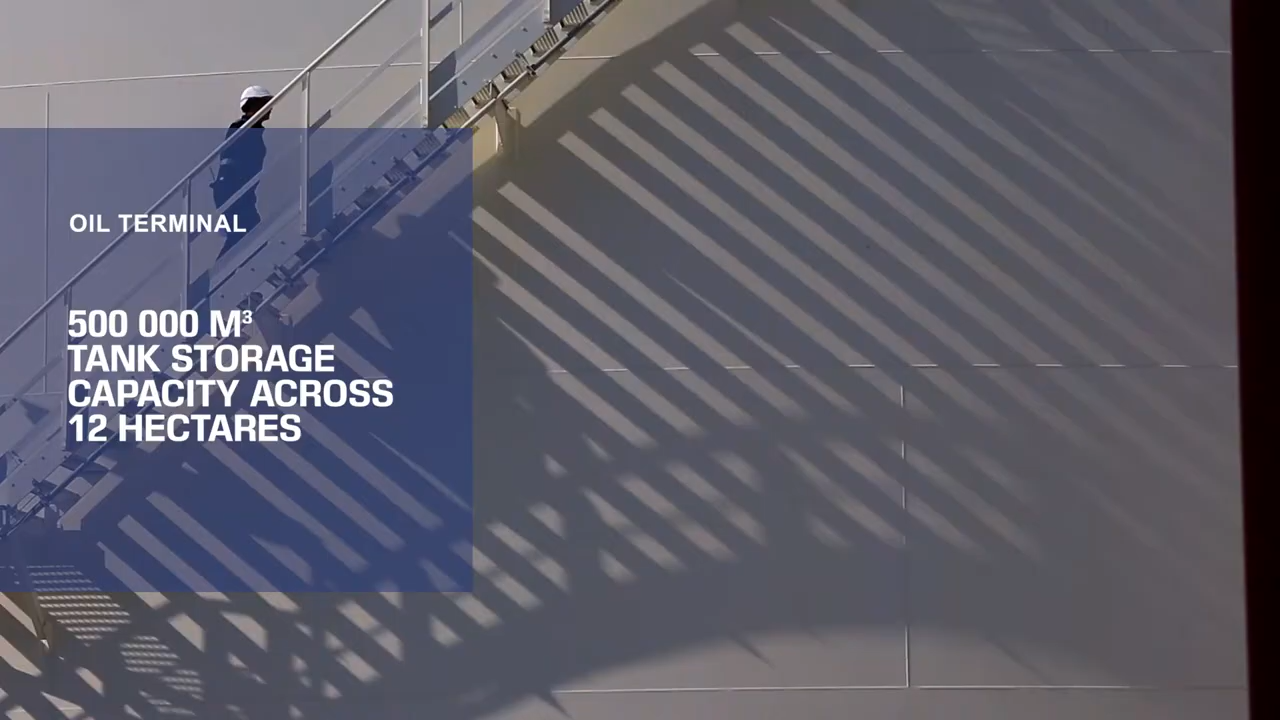 OIL TERMINAL
500 000 M³
TANK STORAGE
CAPACITY ACROSS
12 HECTARES